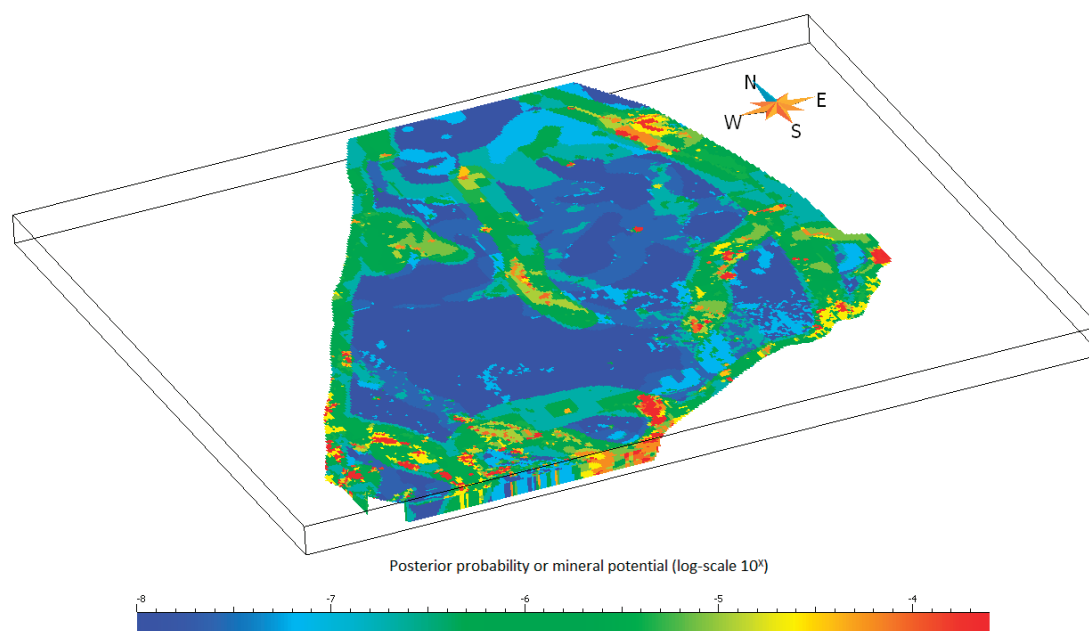 N
E
W
S
Posterior probability or mineral potential (log-scale 10ˣ)
-8 -7 -6 -5 -4